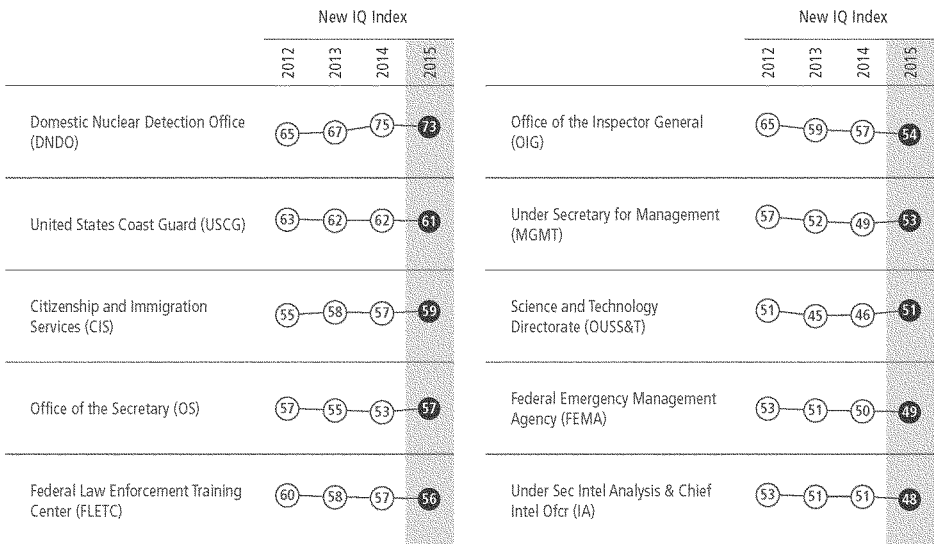 New IQ Index
2012 2013 2014 2015
Domestic Nuclear Detection Office
(DNDO)
65 67 75 73
United States Coast Guard (USCG)
63 62 62 61
Citizenship and Immigration
Services (CIS)
55 58 57 59
Office of the Secretary (OS)
57 55 53 57
Federal Law Enforcement Training
Center (FLETC)
60 58 57 56
New IQ Index
2012 2013 2014 2015
Office of the Inspector General
(OIG)
65 59 57 54
Under Secretary for Management
(MGMT)
57 52 49 53
Science and Technology
Directorate (OUSS&T)
51 45 46 51
Federal Emergency Management
Agency (FEMA)
53 51 50 49
Under Sec Intel Analysis & Chief
Intel Ofcr (IA)
53 51 51 48